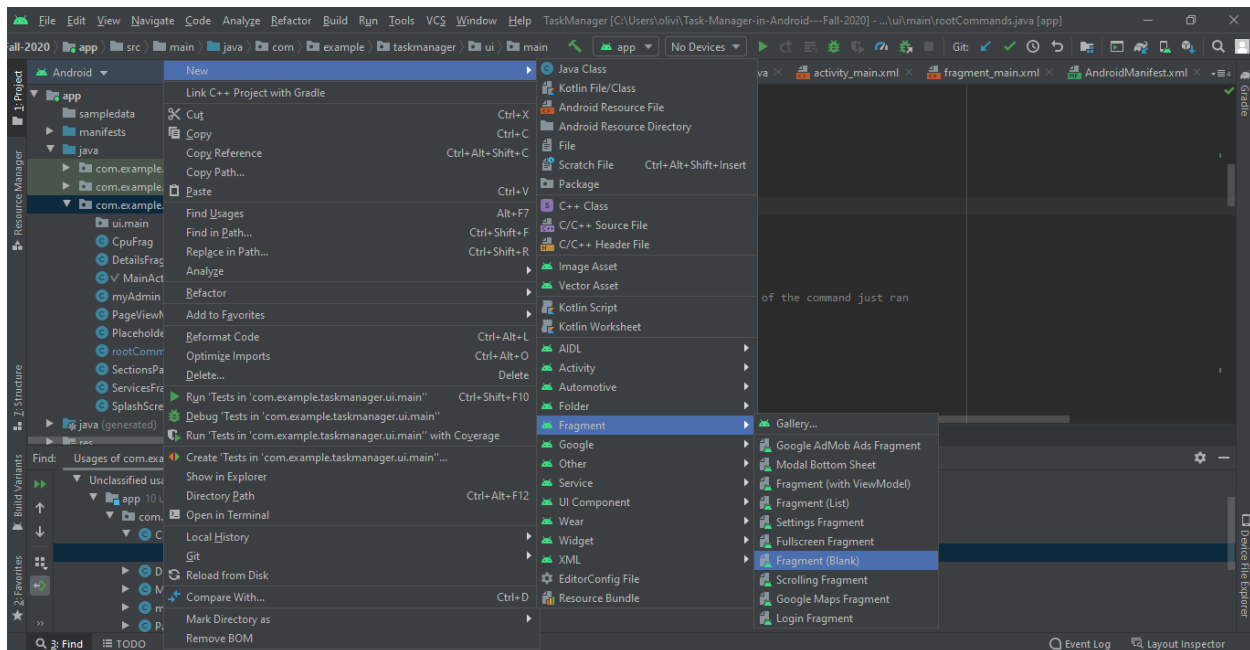 File Edit View Navigate Code Analyze Refactor Build Run Tools VCS Window Help TaskManager [C:\Users\olivi\Task-Manager-in-Android---Fall-2020] - ...\ui\main\rootCommands.java [app]
all-2020 app src main java com example taskmanager ui main app No Devices Git:
Android
1: Project
Resource Manager
Z: Structure
Build Variants
2: Favorites
app
sampledata
manifests
java
com.example.
com.example.
com.example.
ui.main
CpuFrag
DetailsFrag
MainAct
myAdmin
PageViewM
Placeholde
rootComm
SectionsPa
ServicesFra
SplashScre
java (generated)
res
New
Link C++ Project with Gradle
Cut Ctrl+X
Copy Ctrl+C
Copy Reference Ctrl+Alt+Shift+C
Copy Path...
Paste Ctrl+V
Find Usages Alt+F7
Find in Path... Ctrl+Shift+F
Replace in Path... Ctrl+Shift+R
Analyze
Refactor
Add to Favorites
Reformat Code Ctrl+Alt+L
Optimize Imports Ctrl+Alt+O
Delete... Delete
Run 'Tests in 'com.example.taskmanager.ui.main'' Ctrl+Shift+F10
Debug 'Tests in 'com.example.taskmanager.ui.main''
Run 'Tests in 'com.example.taskmanager.ui.main'' with Coverage
Create 'Tests in 'com.example.taskmanager.ui.main''...
Show in Explorer
Directory Path Ctrl+Alt+F12
Open in Terminal
Local History
Git
Reload from Disk
Compare With... Ctrl+D
Mark Directory as
Remove BOM
Java Class
Kotlin File/Class
Android Resource File
Android Resource Directory
File
Scratch File Ctrl+Alt+Shift+Insert
Package
C++ Class
C/C++ Source File
C/C++ Header File
Image Asset
Vector Asset
Kotlin Script
Kotlin Worksheet
AIDL
Activity
Automotive
Folder
Fragment
Google
Other
Service
UI Component
Wear
Widget
XML
EditorConfig File
Resource Bundle
Gallery...
Google AdMob Ads Fragment
Modal Bottom Sheet
Fragment (with ViewModel)
Fragment (List)
Settings Fragment
Fullscreen Fragment
Fragment (Blank)
Scrolling Fragment
Google Maps Fragment
Login Fragment
va activity_main.xml fragment_main.xml AndroidManifest.xml
of the command just ran
Gradle
Device File Explorer
Find: Usages of com.exa
Unclassified usa
app 10 u
com.
C
D
M
m
Pa
3: Find TODO Event Log Layout Inspector